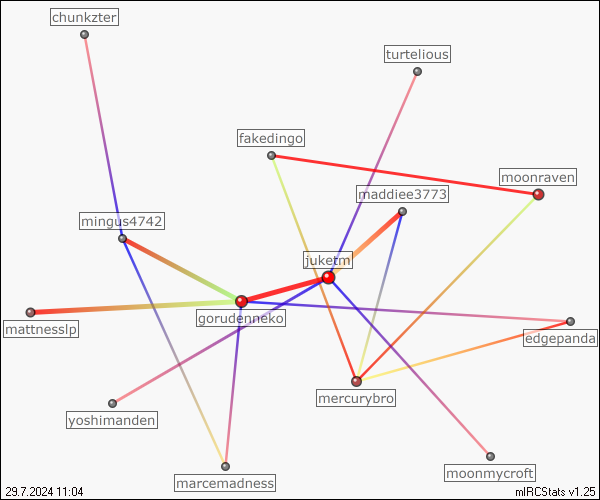 chunkzter
turtelious
fakedingo
moonraven
maddiee3773
mingus4742
juketm
gorudenneko
mattnesslp
edgepanda
mercurybro
yoshimanden
moonmycroft
marcemadness
29.7.2024 11:04
mIRCStats v1.25